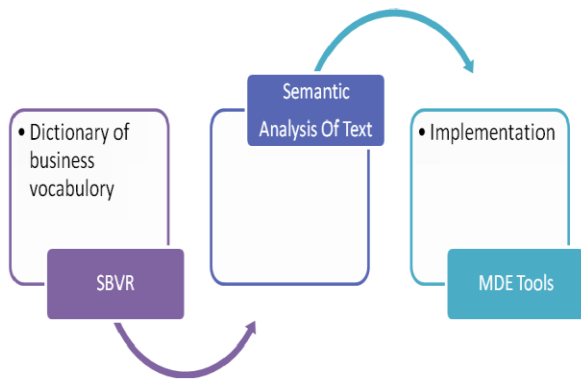 • Dictionary of
business
vocabulory
SBVR
Semantic
Analysis Of Text
• Implementation
MDE Tools